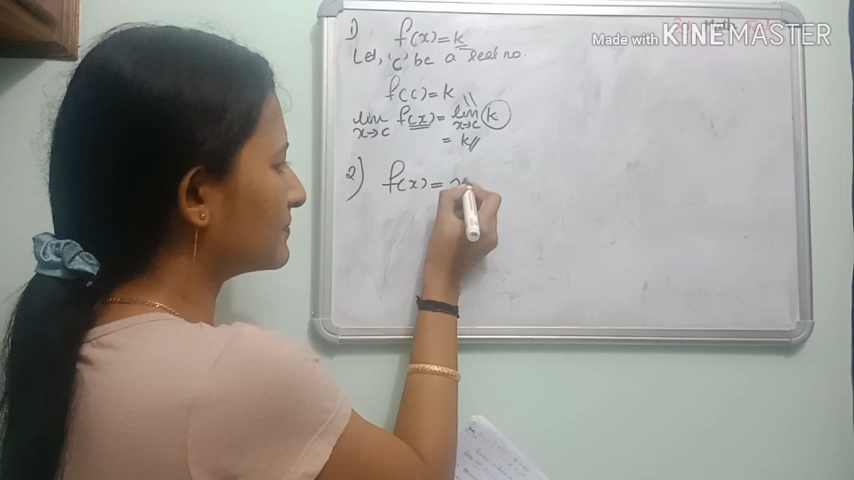 1) f(x)=k
Let, 'c' be a real no.
f(c)=k
lim x→c f(x)= lim x→c k
= k//
2) f(x)= x
Made with KINEMASTER